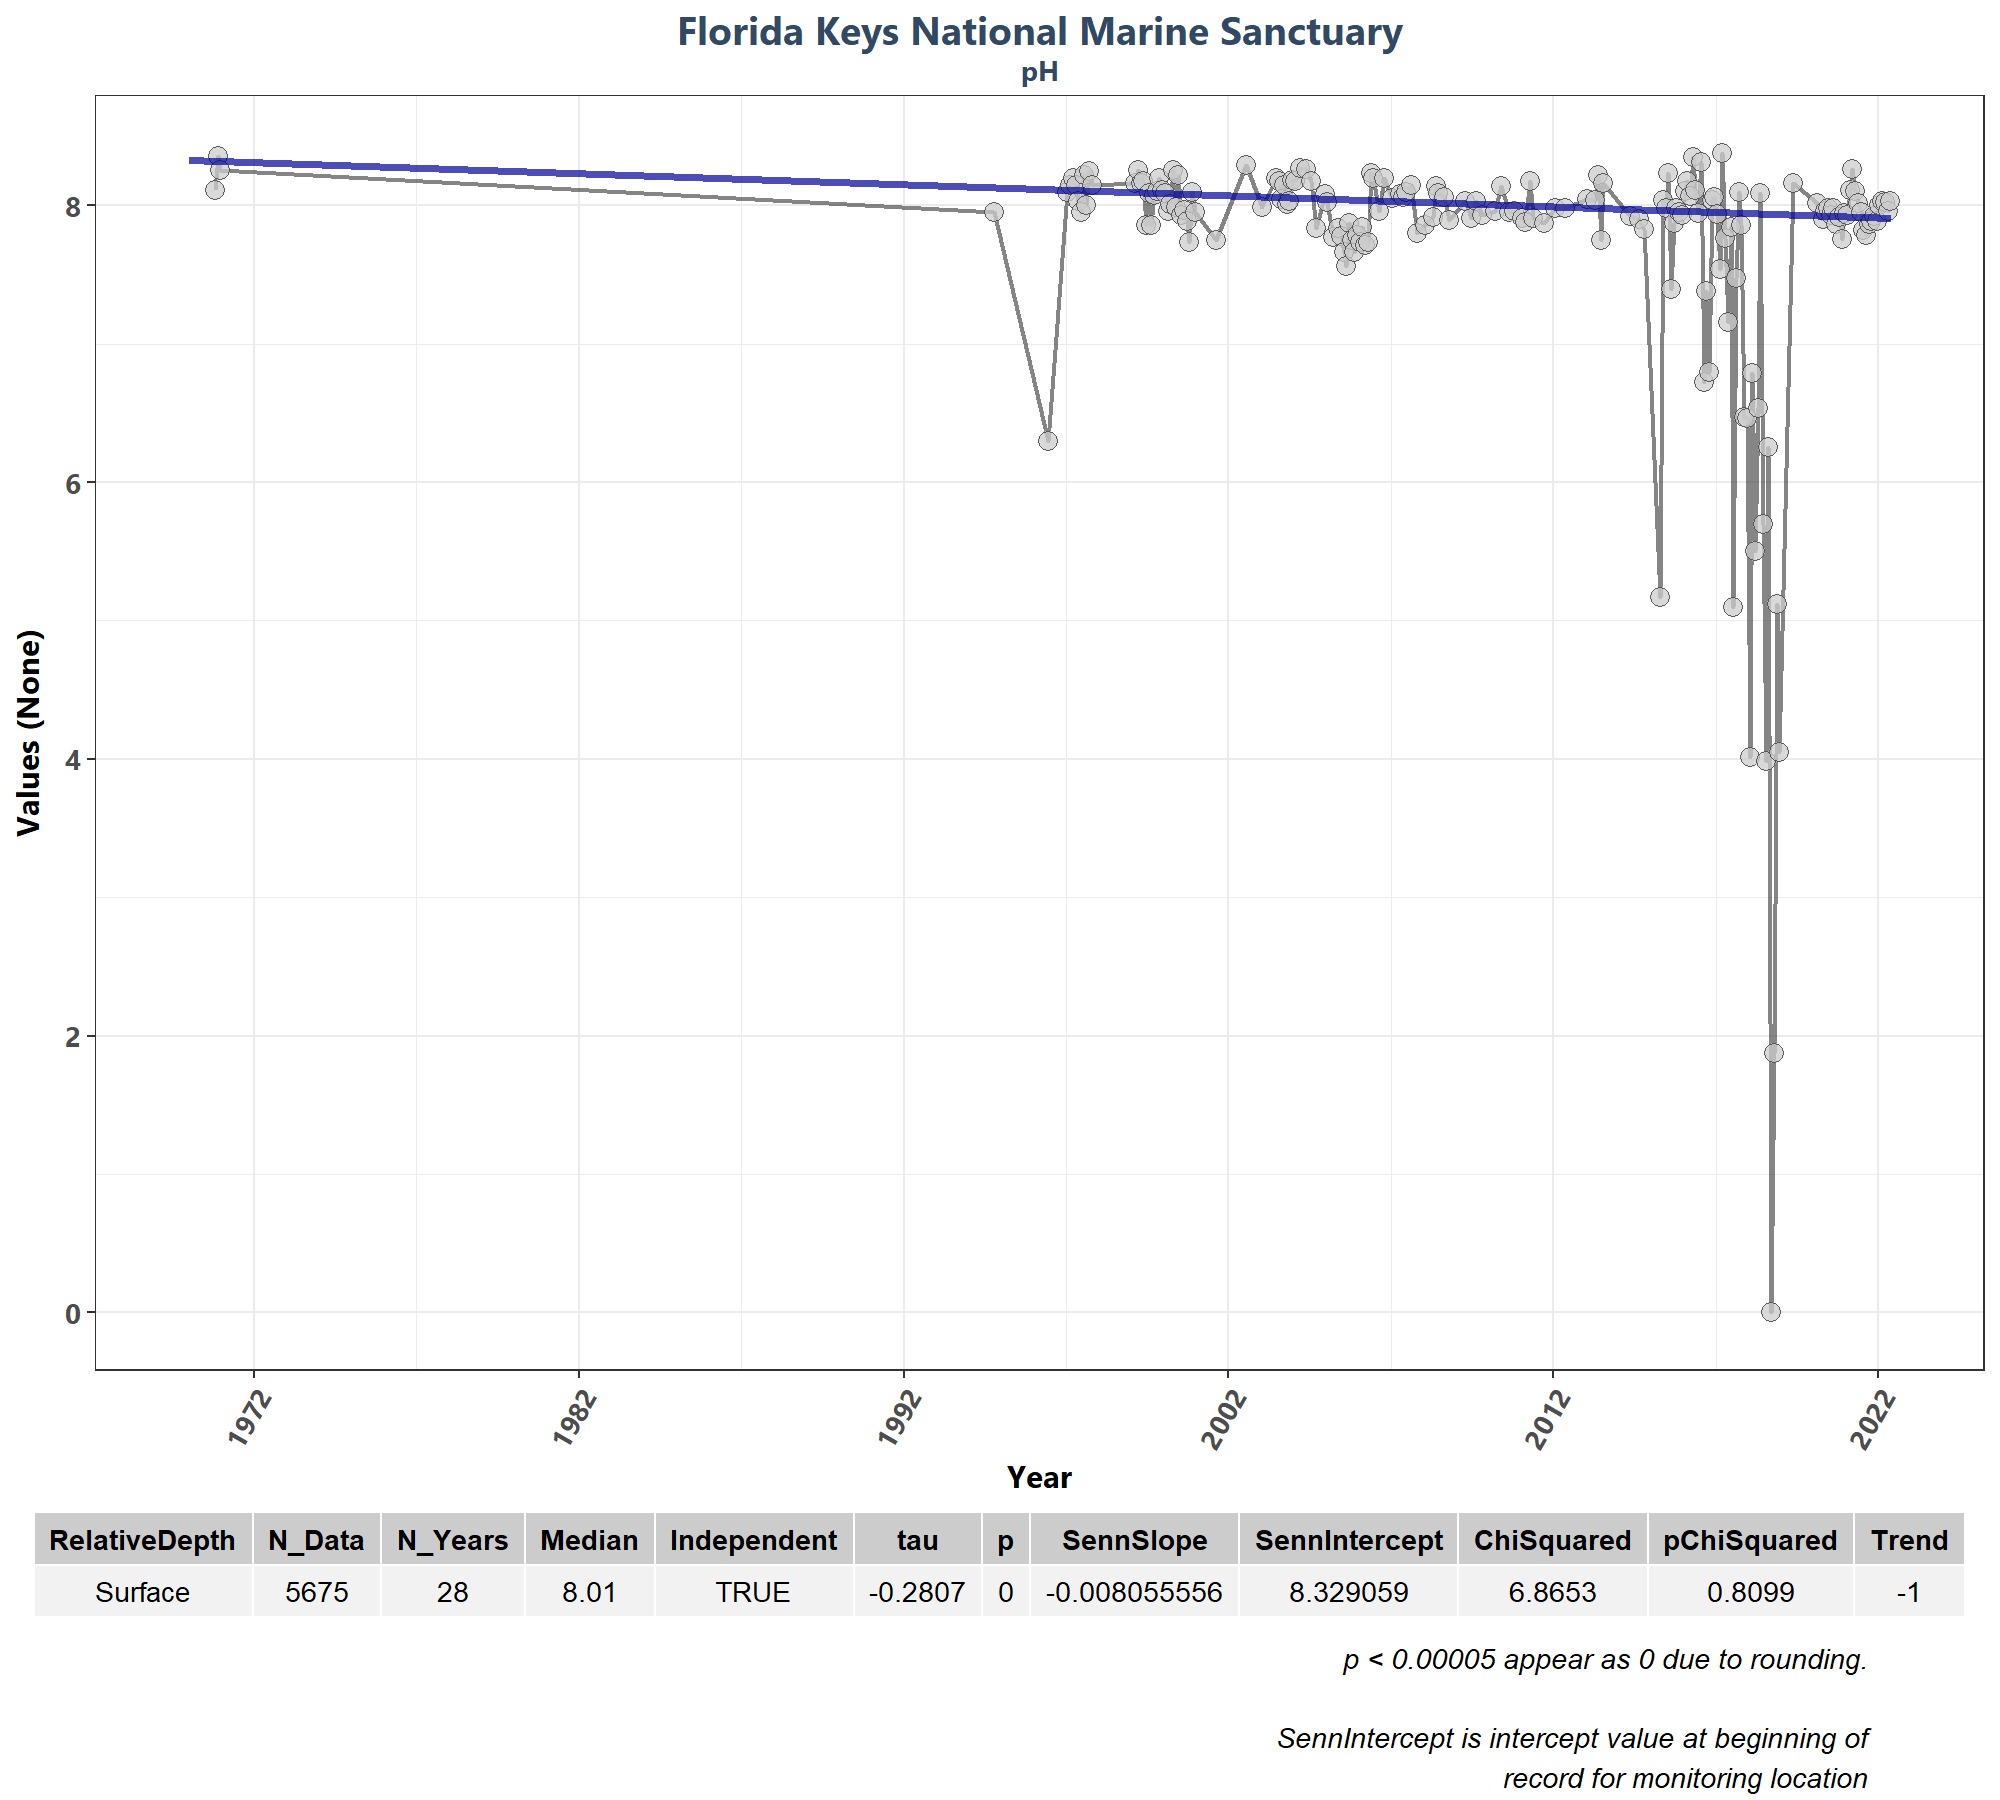 Florida Keys National Marine Sanctuary
pH
8
6
4
2
0
Values (None)
1972
1982
1992
2002
2012
2022
Year
RelativeDepth N_Data N_Years Median Independent tau p SennSlope SennIntercept ChiSquared pChiSquared Trend
Surface 5675 28 8.01 TRUE -0.2807 0 -0.008055556 8.329059 6.8653 0.8099 -1
p < 0.00005 appear as 0 due to rounding.
SennIntercept is intercept value at beginning of
record for monitoring location